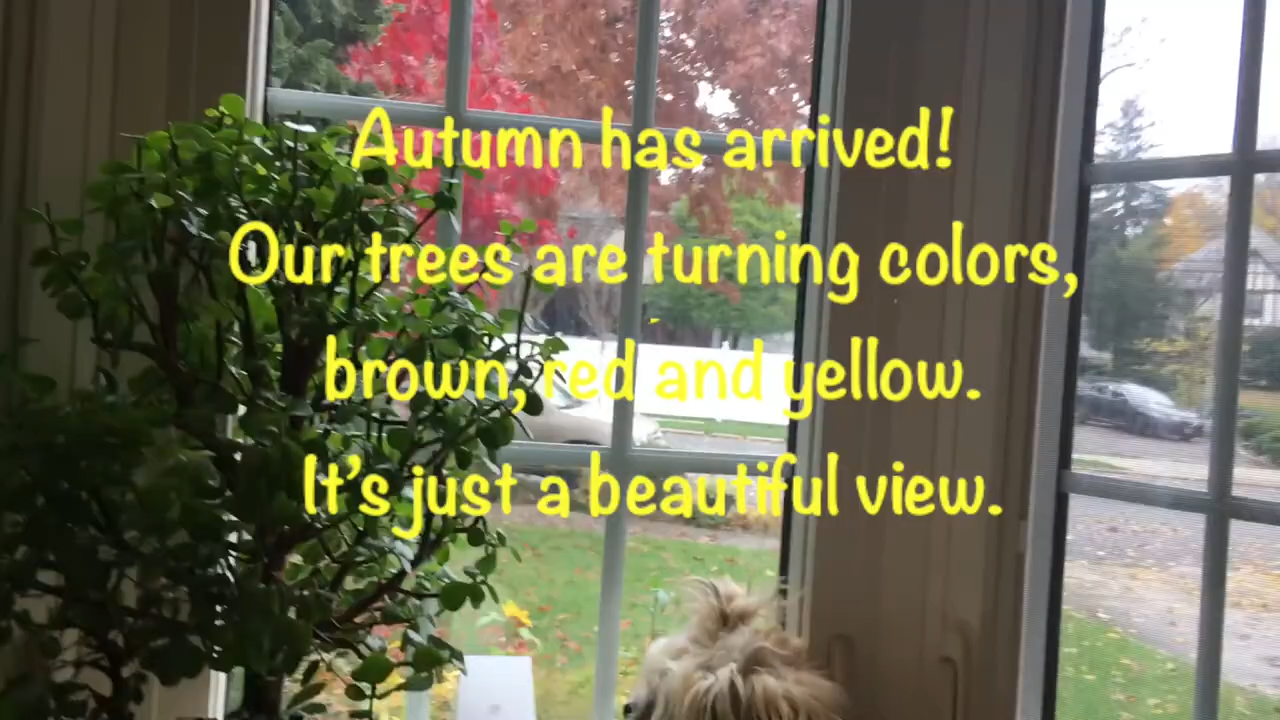 Autumn has arrived!
Our trees are turning colors,
brown, red and yellow.
It’s just a beautiful view.